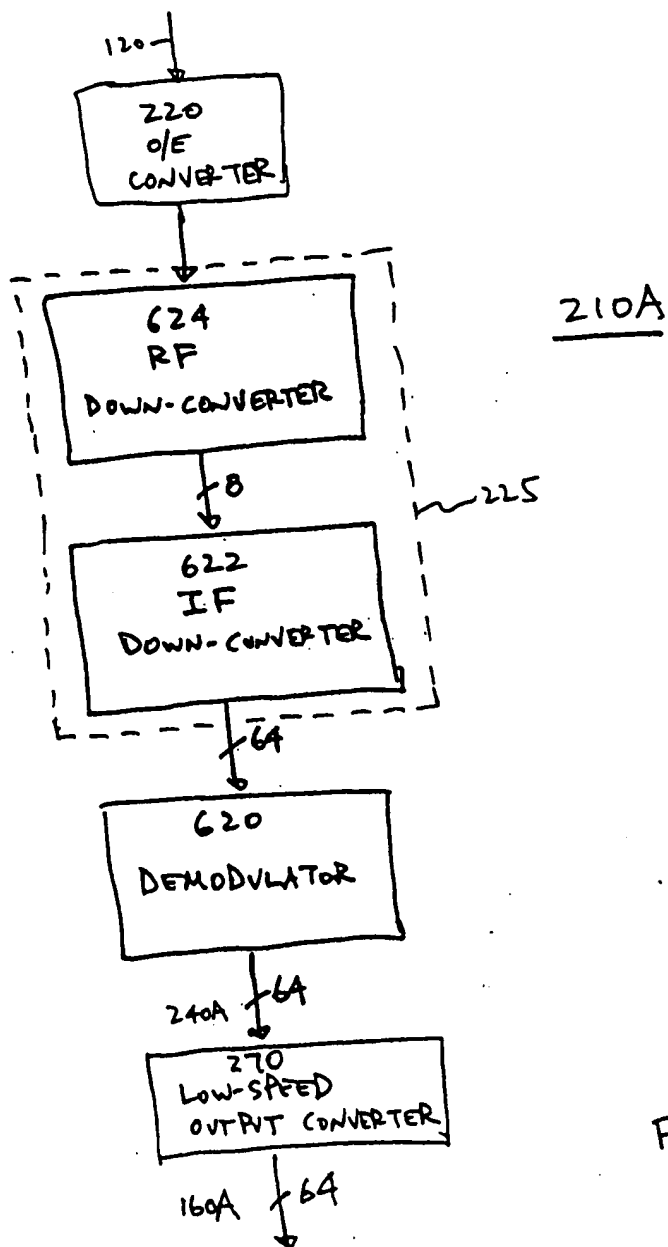 120
220
O/E
CONVERTER
210A
624
RF
DOWN-CONVERTER
8
225
622
IF
DOWN-CONVERTER
64
620
DEMODULATOR
240A
64
270
LOW-SPEED
OUTPUT CONVERTER
F
160A
64